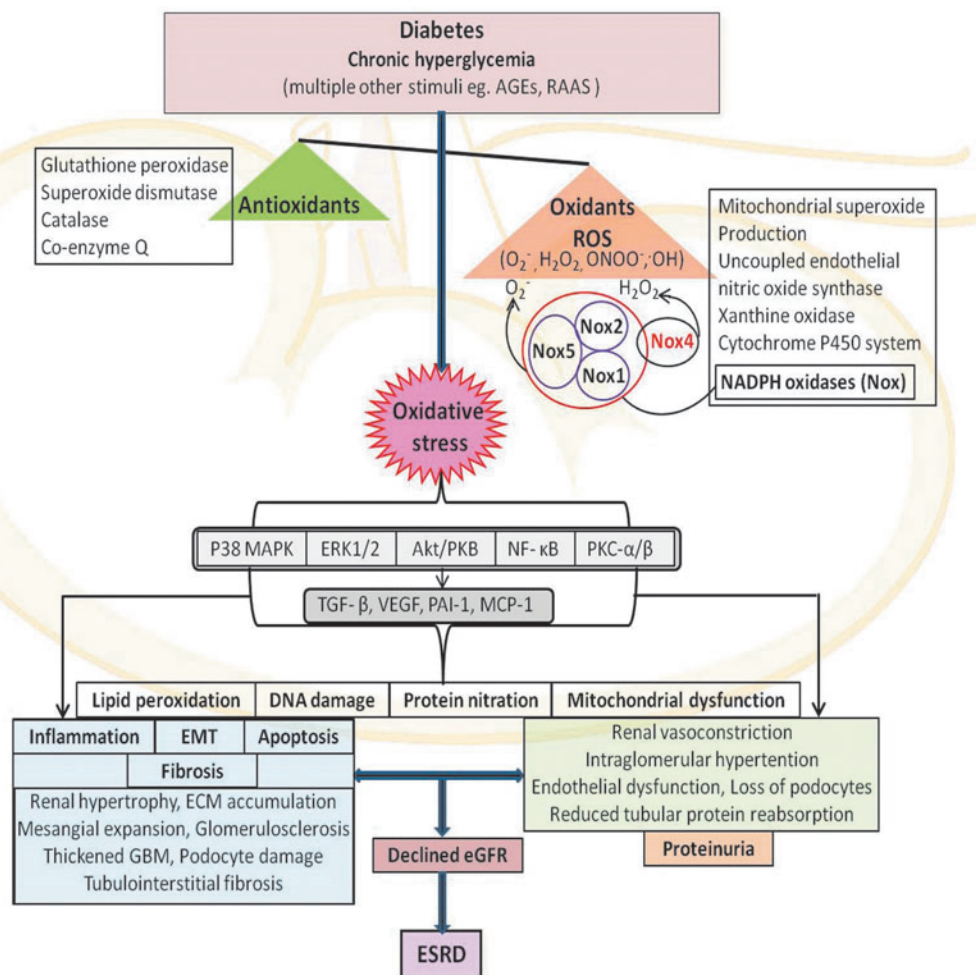 Diabetes
Chronic hyperglycemia
(multiple other stimuli eg. AGEs, RAAS )
Glutathione peroxidase
Superoxide dismutase
Catalase
Co-enzyme Q
Antioxidants
Oxidants
ROS
(O₂⁻, H₂O₂, ONOO⁻, ·OH)
O₂⁻
H₂O₂
Nox2
Nox5
Nox4
Nox1
Mitochondrial superoxide
Production
Uncoupled endothelial
nitric oxide synthase
Xanthine oxidase
Cytochrome P450 system
NADPH oxidases (Nox)
Oxidative
stress
P38 MAPK ERK1/2 Akt/PKB NF- κB PKC-α/β
TGF- β, VEGF, PAI-1, MCP-1
Lipid peroxidation DNA damage Protein nitration Mitochondrial dysfunction
Inflammation EMT Apoptosis
Fibrosis
Renal hypertrophy, ECM accumulation
Mesangial expansion, Glomerulosclerosis
Thickened GBM, Podocyte damage
Tubulointerstitial fibrosis
Renal vasoconstriction
Intraglomerular hypertention
Endothelial dysfunction, Loss of podocytes
Reduced tubular protein reabsorption
Proteinuria
Declined eGFR
ESRD